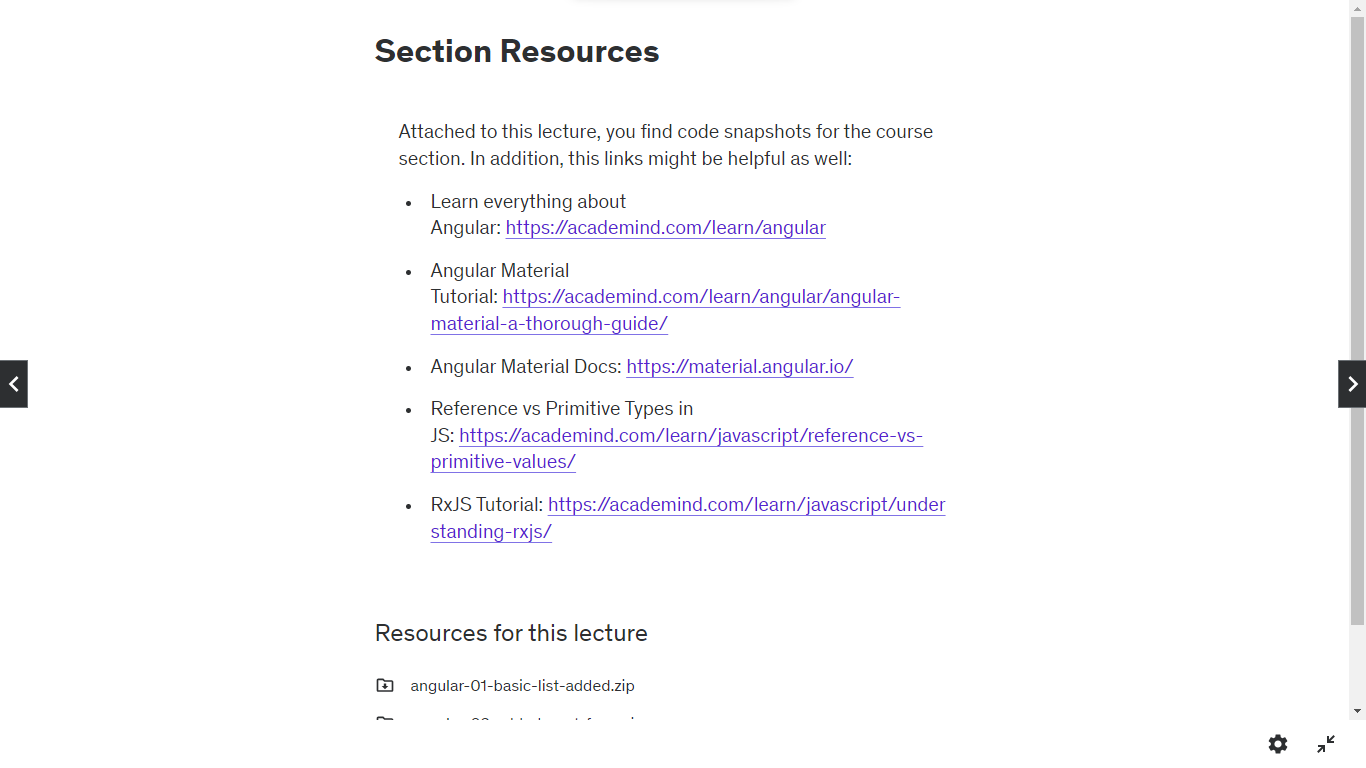 Section Resources
Attached to this lecture, you find code snapshots for the course
section. In addition, this links might be helpful as well:
Learn everything about
Angular: https://academind.com/learn/angular
Angular Material
Tutorial: https://academind.com/learn/angular/angular-
material-a-thorough-guide/
Angular Material Docs: https://material.angular.io/
Reference vs Primitive Types in
JS: https://academind.com/learn/javascript/reference-vs-
primitive-values/
RxJS Tutorial: https://academind.com/learn/javascript/under
standing-rxjs/
Resources for this lecture
angular-01-basic-list-added.zip